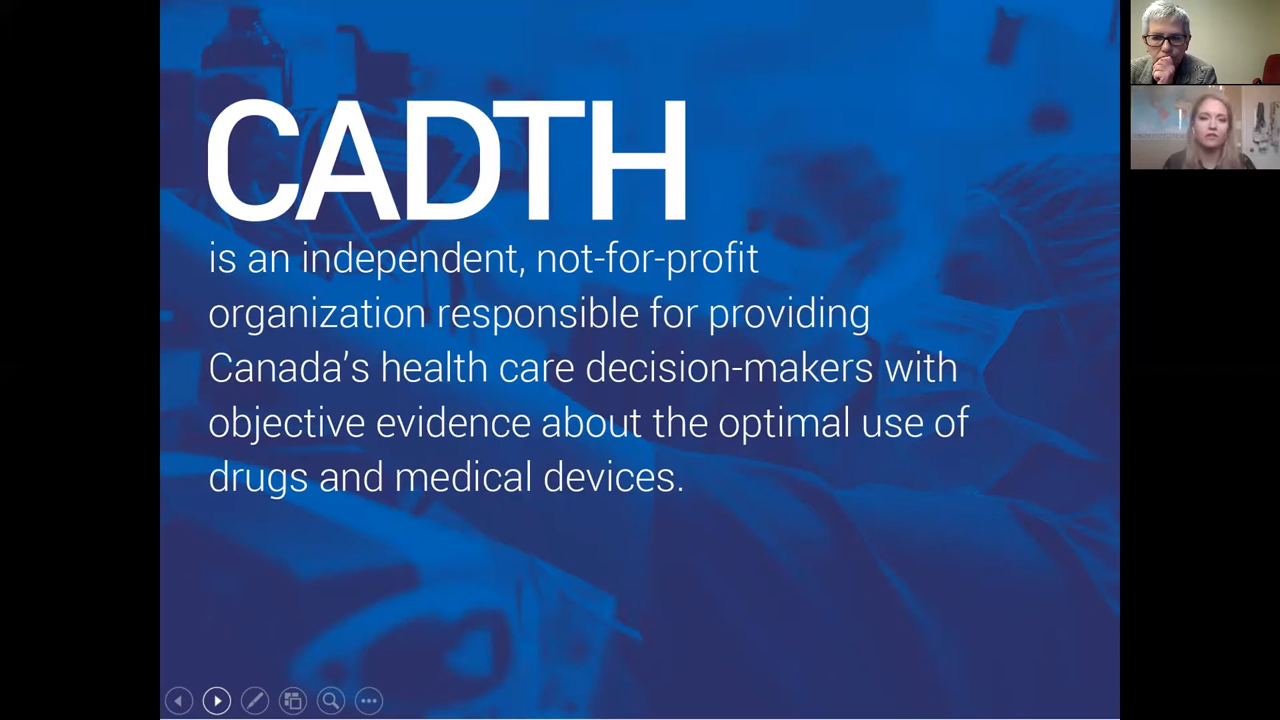 CADTH
is an independent, not-for-profit
organization responsible for providing
Canada’s health care decision-makers with
objective evidence about the optimal use of
drugs and medical devices.